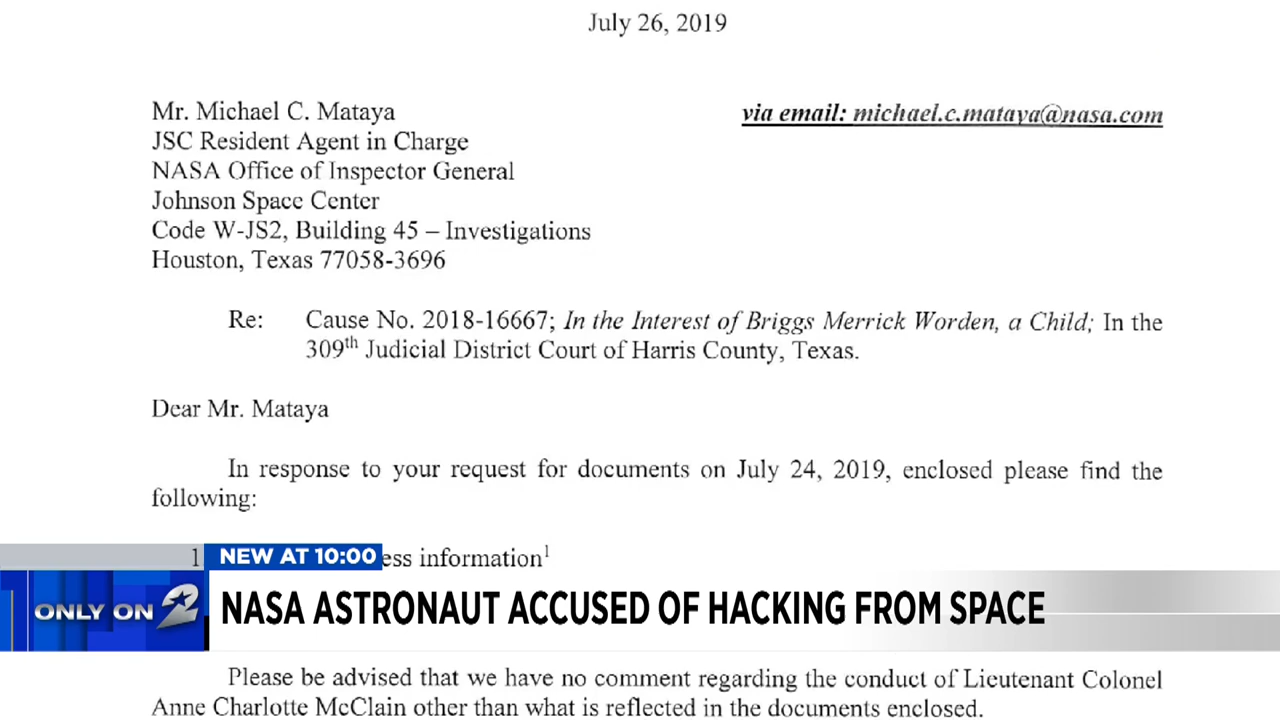 July 26, 2019
Mr. Michael C. Mataya
via email: michael.c.mataya@nasa.com
JSC Resident Agent in Charge
NASA Office of Inspector General
Johnson Space Center
Code W-JS2, Building 45 – Investigations
Houston, Texas 77058-3696
Re: Cause No. 2018-16667; In the Interest of Briggs Merrick Worden, a Child; In the
309th Judicial District Court of Harris County, Texas.
Dear Mr. Mataya
In response to your request for documents on July 24, 2019, enclosed please find the
following:
1 ess information1
NEW AT 10:00
ONLY ON 2
NASA ASTRONAUT ACCUSED OF HACKING FROM SPACE
Please be advised that we have no comment regarding the conduct of Lieutenant Colonel
Anne Charlotte McClain other than what is reflected in the documents enclosed.